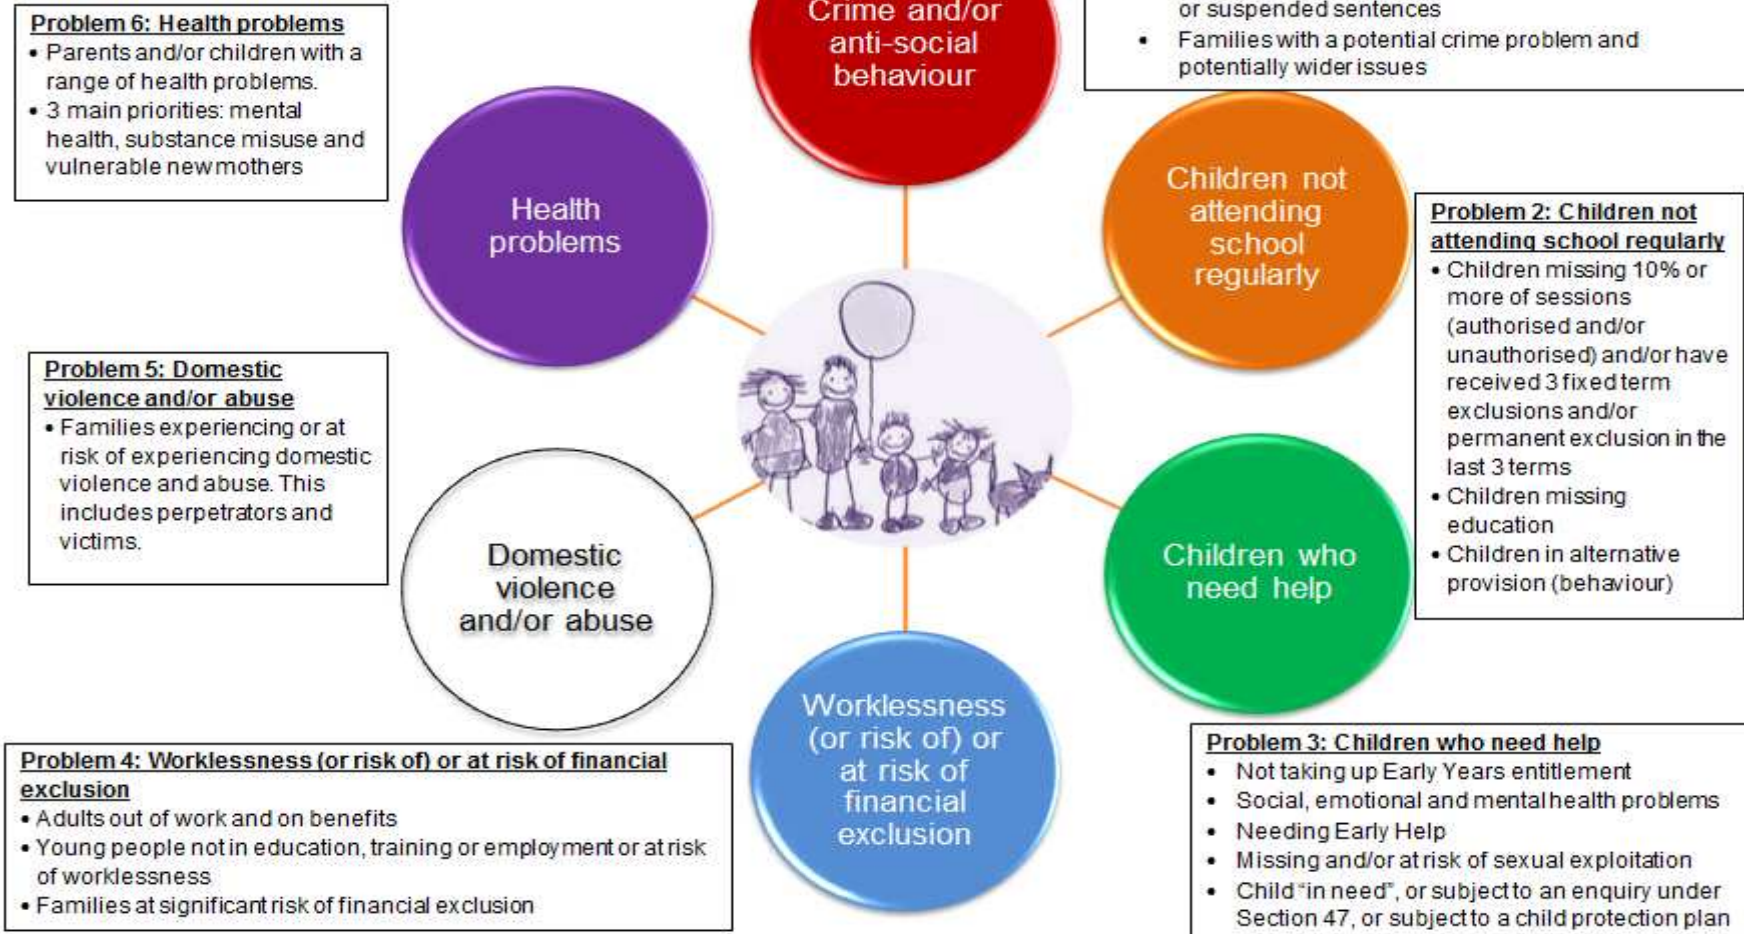 Problem 6: Health problems
• Parents and/or children with a
range of health problems.
• 3 main priorities: mental
health, substance misuse and
vulnerable new mothers
Crime and/or
anti-social
behaviour
or suspended sentences
• Families with a potential crime problem and
potentially wider issues
Health
problems
Children not
attending
school
regularly
Problem 2: Children not
attending school regularly
• Children missing 10% or
more of sessions
(authorised and/or
unauthorised) and/or have
received 3 fixed term
exclusions and/or
permanent exclusion in the
last 3 terms
• Children missing
education
• Children in alternative
provision (behaviour)
Problem 5: Domestic
violence and/or abuse
• Families experiencing or at
risk of experiencing domestic
violence and abuse. This
includes perpetrators and
victims.
Domestic
violence
and/or abuse
Children who
need help
Worklessness
(or risk of) or
at risk of
financial
exclusion
Problem 4: Worklessness (or risk of) or at risk of financial
exclusion
• Adults out of work and on benefits
• Young people not in education, training or employment or at risk
of worklessness
• Families at significant risk of financial exclusion
Problem 3: Children who need help
• Not taking up Early Years entitlement
• Social, emotional and mental health problems
• Needing Early Help
• Missing and/or at risk of sexual exploitation
• Child “in need”, or subject to an enquiry under
Section 47, or subject to a child protection plan